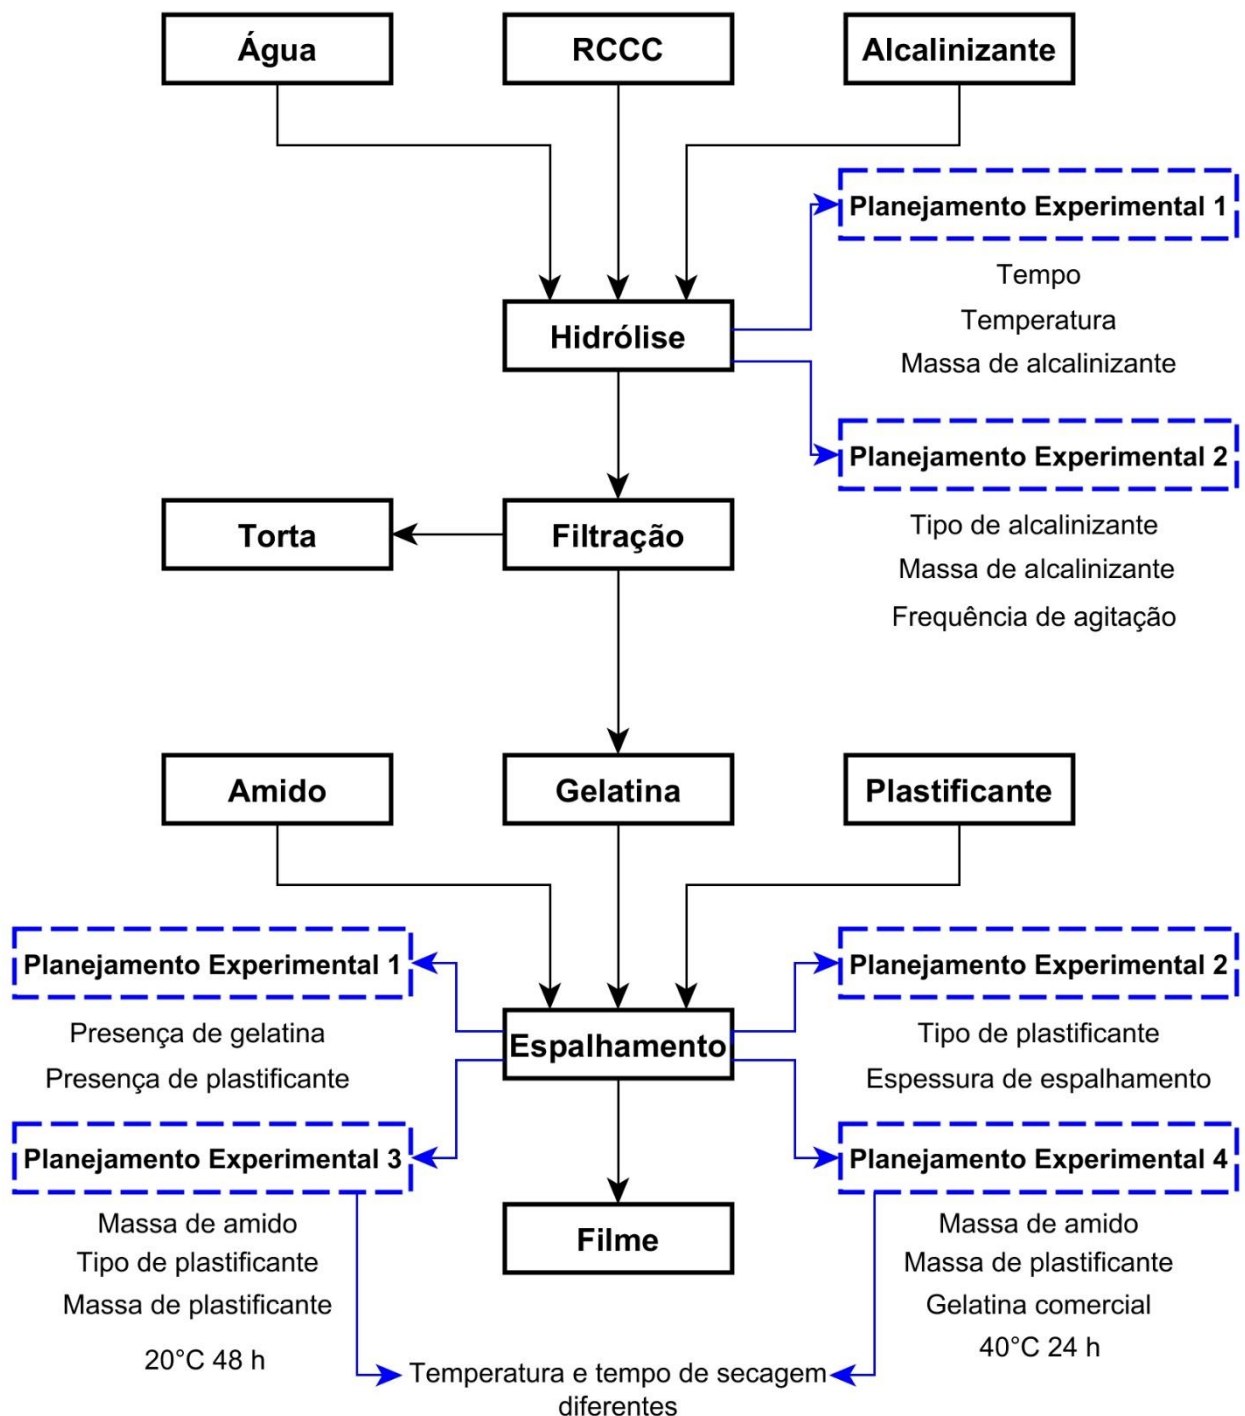 Água
RCCC
Alcalinizante
Planejamento Experimental 1
Tempo
Temperatura
Massa de alcalinizante
Hidrólise
Planejamento Experimental 2
Tipo de alcalinizante
Massa de alcalinizante
Frequência de agitação
Torta
Filtração
Amido
Gelatina
Plastificante
Planejamento Experimental 1
Presença de gelatina
Presença de plastificante
Espalhamento
Planejamento Experimental 2
Tipo de plastificante
Espessura de espalhamento
Planejamento Experimental 3
Massa de amido
Tipo de plastificante
Massa de plastificante
20°C 48 h
Filme
Planejamento Experimental 4
Massa de amido
Massa de plastificante
Gelatina comercial
40°C 24 h
Temperatura e tempo de secagem
diferentes